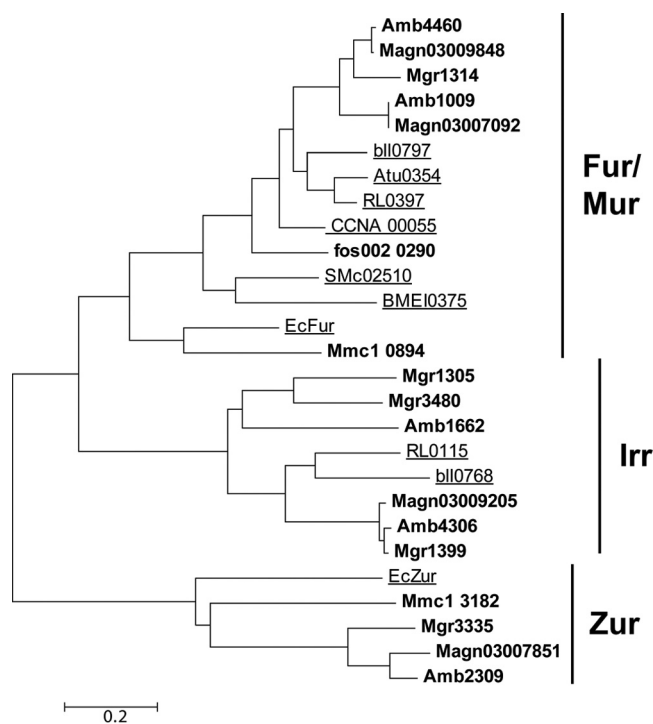 Amb4460
Magn03009848
Mgr1314
Amb1009
Magn03007092
bll0797
Atu0354
RL0397
CCNA 00055
fos002 0290
SMc02510
BMEI0375
EcFur
Mmc1 0894
Fur/
Mur
Mgr1305
Mgr3480
Amb1662
RL0115
bll0768
Magn03009205
Amb4306
Mgr1399
Irr
EcZur
Mmc1 3182
Mgr3335
Magn03007851
Amb2309
Zur
0.2